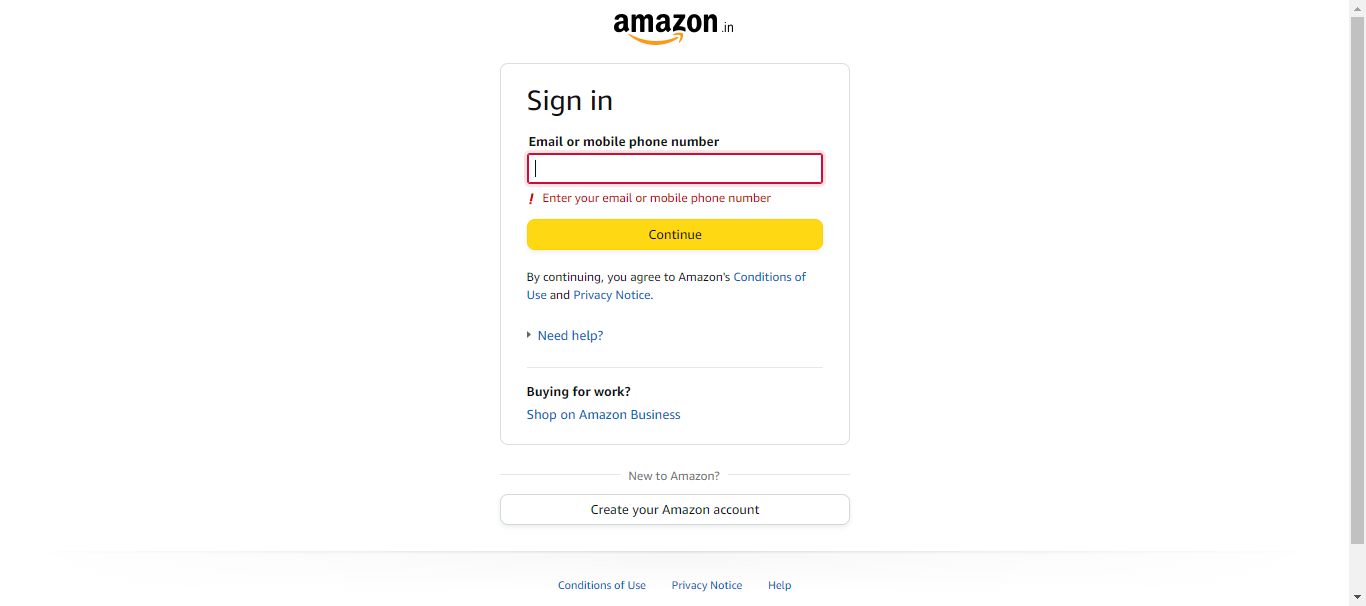 amazon.in
Sign in
Email or mobile phone number
! Enter your email or mobile phone number
Continue
By continuing, you agree to Amazon's Conditions of
Use and Privacy Notice.
Need help?
Buying for work?
Shop on Amazon Business
New to Amazon?
Create your Amazon account
Conditions of Use Privacy Notice Help